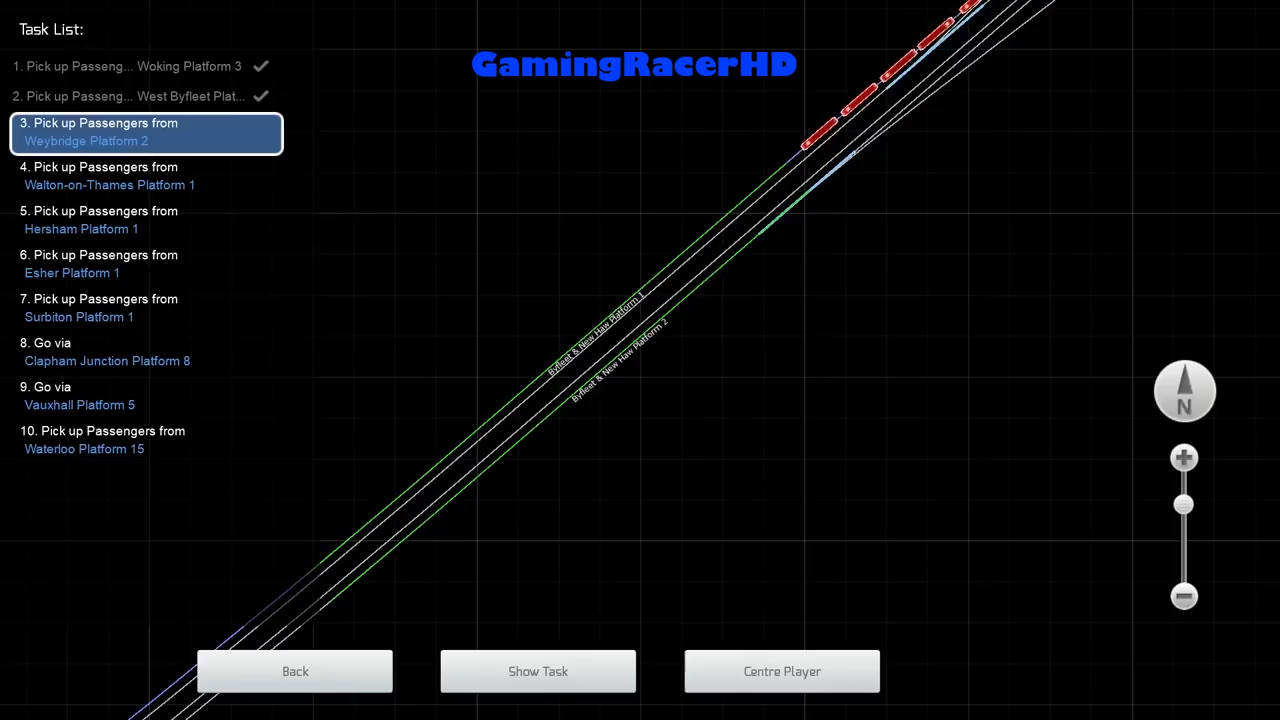 Task List:
GamingRacerHD
1. Pick up Passeng... Woking Platform 3
2. Pick up Passeng... West Byfleet Plat...
3. Pick up Passengers from
Weybridge Platform 2
4. Pick up Passengers from
Walton-on-Thames Platform 1
5. Pick up Passengers from
Hersham Platform 1
6. Pick up Passengers from
Esher Platform 1
7. Pick up Passengers from
Surbiton Platform 1
8. Go via
Clapham Junction Platform 8
9. Go via
Vauxhall Platform 5
10. Pick up Passengers from
Waterloo Platform 15
Byfleet & New Haw Platform 1
Byfleet & New Haw Platform 2
N
Back
Show Task
Centre Player